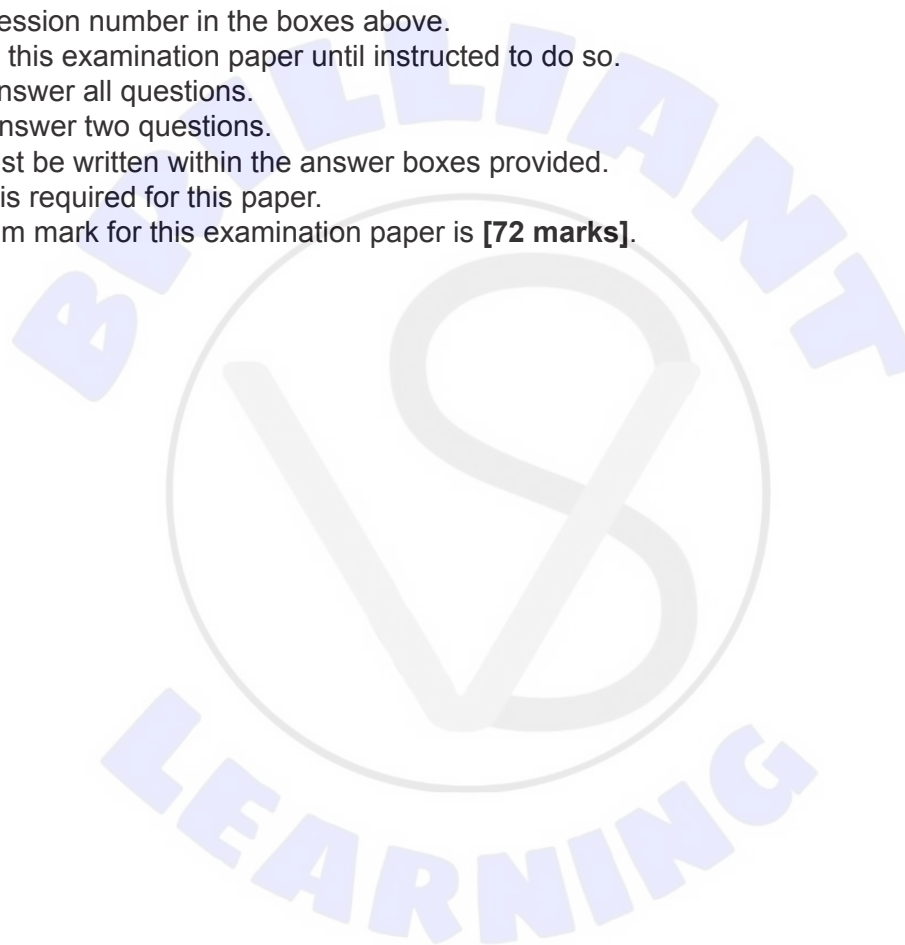 ession number in the boxes above.
this examination paper until instructed to do so.
nswer all questions.
nswer two questions.
st be written within the answer boxes provided.
is required for this paper.
m mark for this examination paper is [72 marks].
BRILLIANT
VS
LEARNING